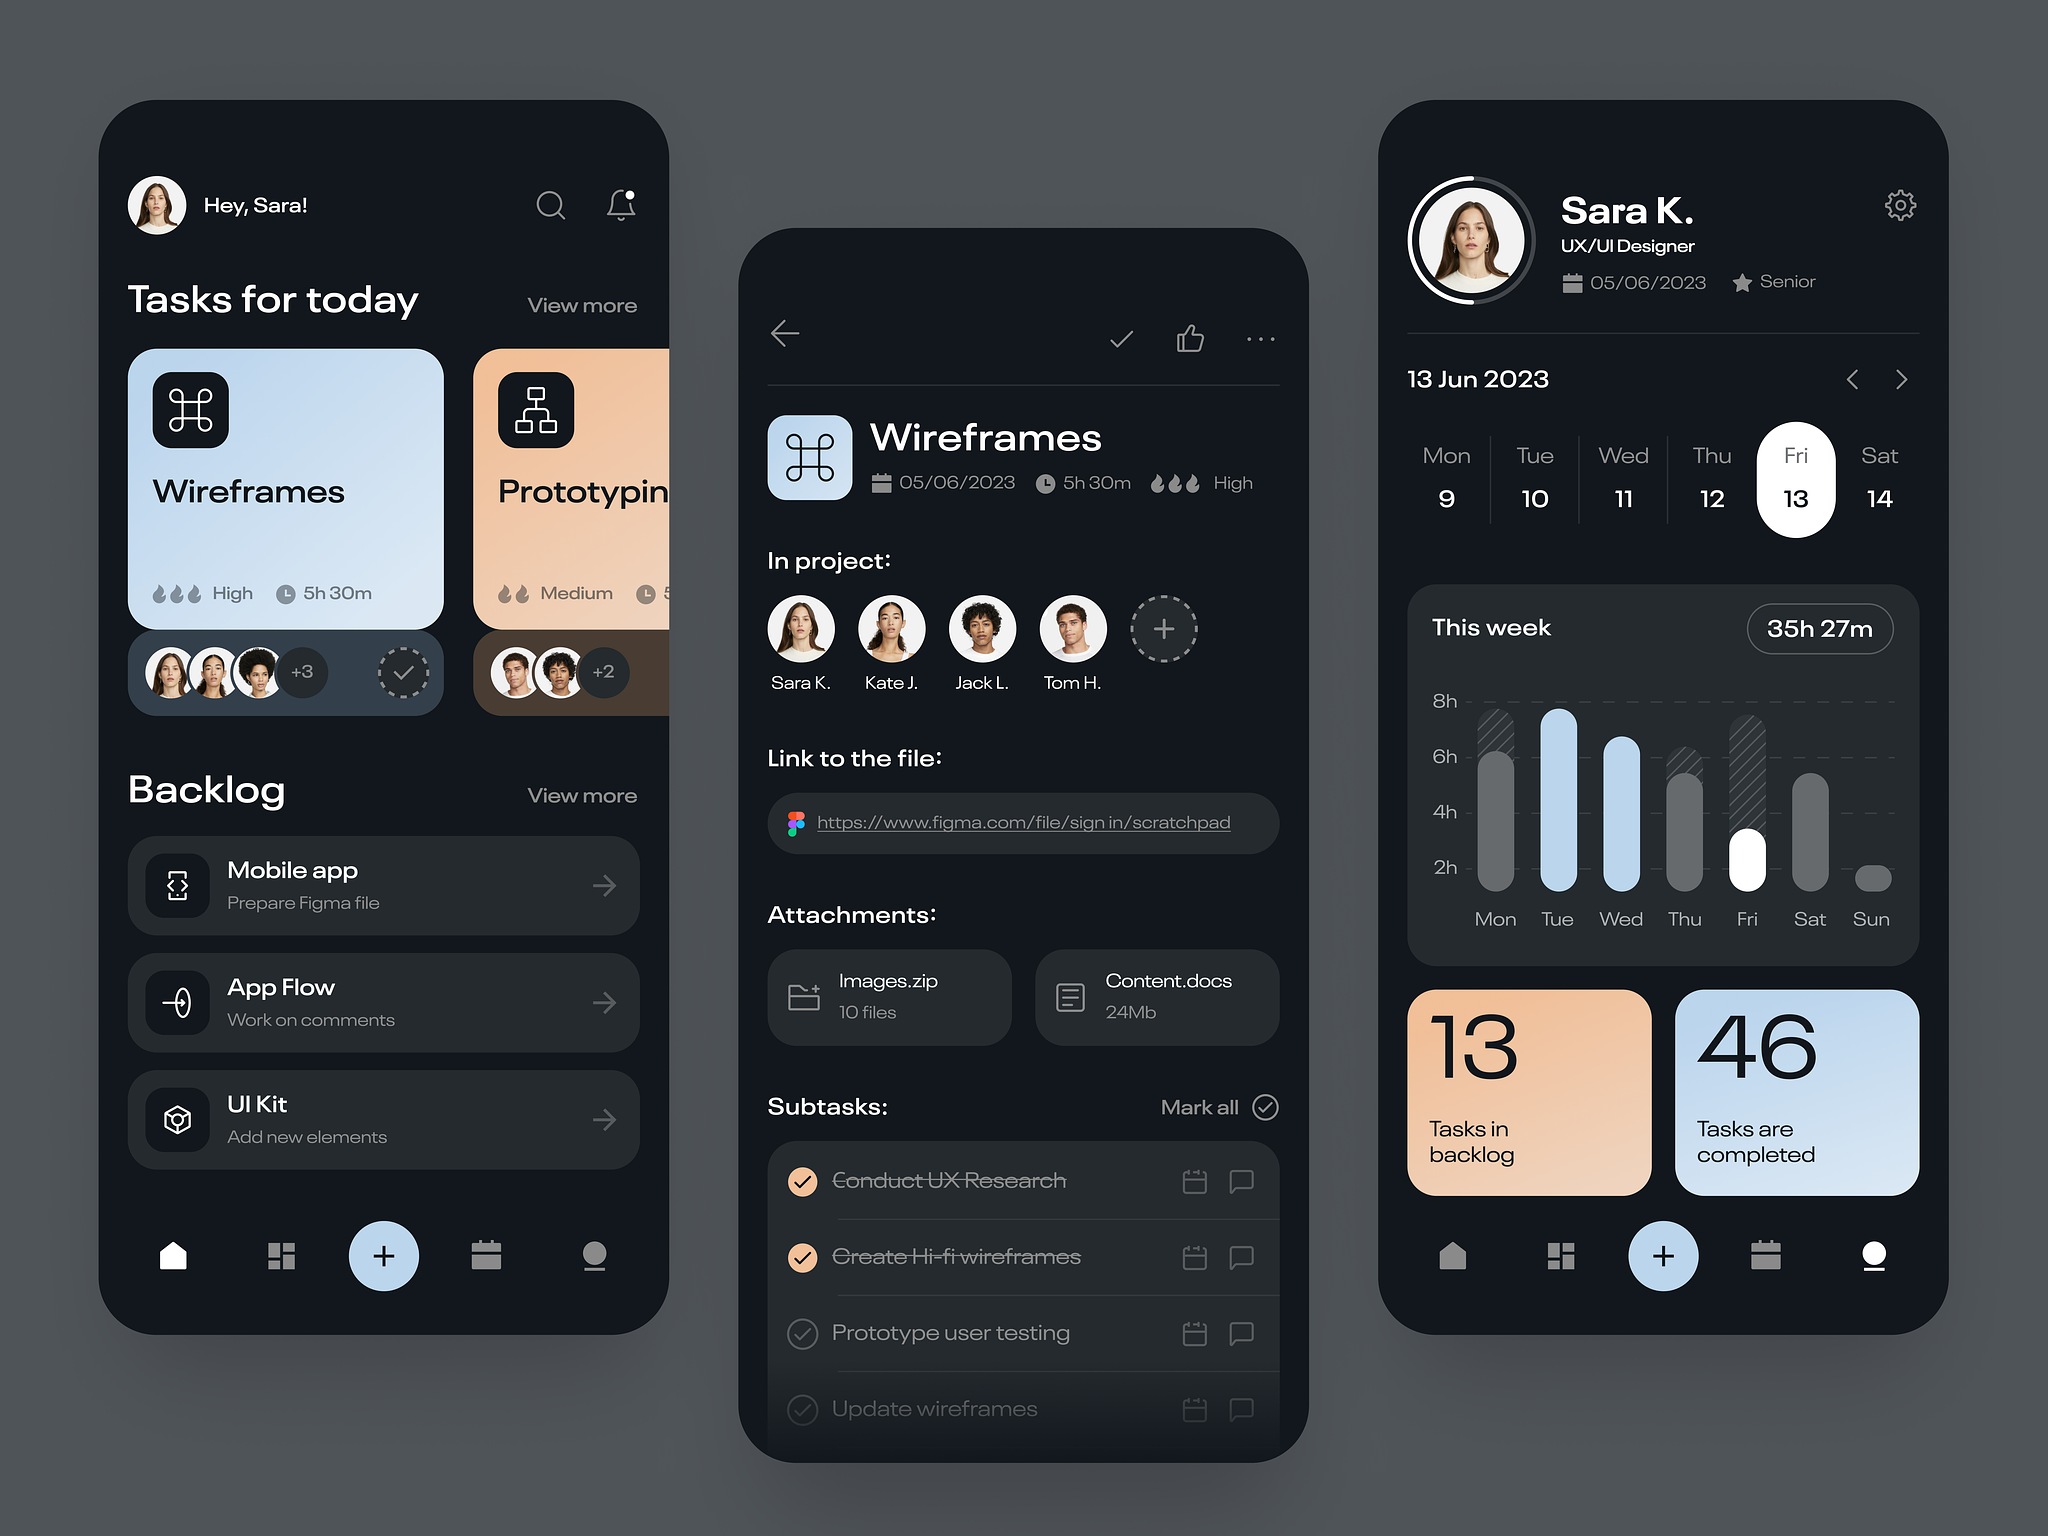 Hey, Sara!
Tasks for today
View more
Wireframes
High
5h 30m
+3
Prototypin
Medium
5
+2
Backlog
View more
Mobile app
Prepare Figma file
App Flow
Work on comments
UI Kit
Add new elements
Wireframes
05/06/2023 5h 30m High
In project:
Sara K. Kate J. Jack L. Tom H.
Link to the file:
https://www.figma.com/file/sign in/scratchpad
Attachments:
Images.zip
10 files
Content.docs
24Mb
Subtasks:
Mark all
Conduct UX Research
Create Hi-fi wireframes
Prototype user testing
Update wireframes
Sara K.
UX/UI Designer
05/06/2023 Senior
13 Jun 2023
Mon Tue Wed Thu Fri Sat
9 10 11 12 13 14
This week
35h 27m
8h
6h
4h
2h
Mon Tue Wed Thu Fri Sat Sun
13
Tasks in
backlog
46
Tasks are
completed